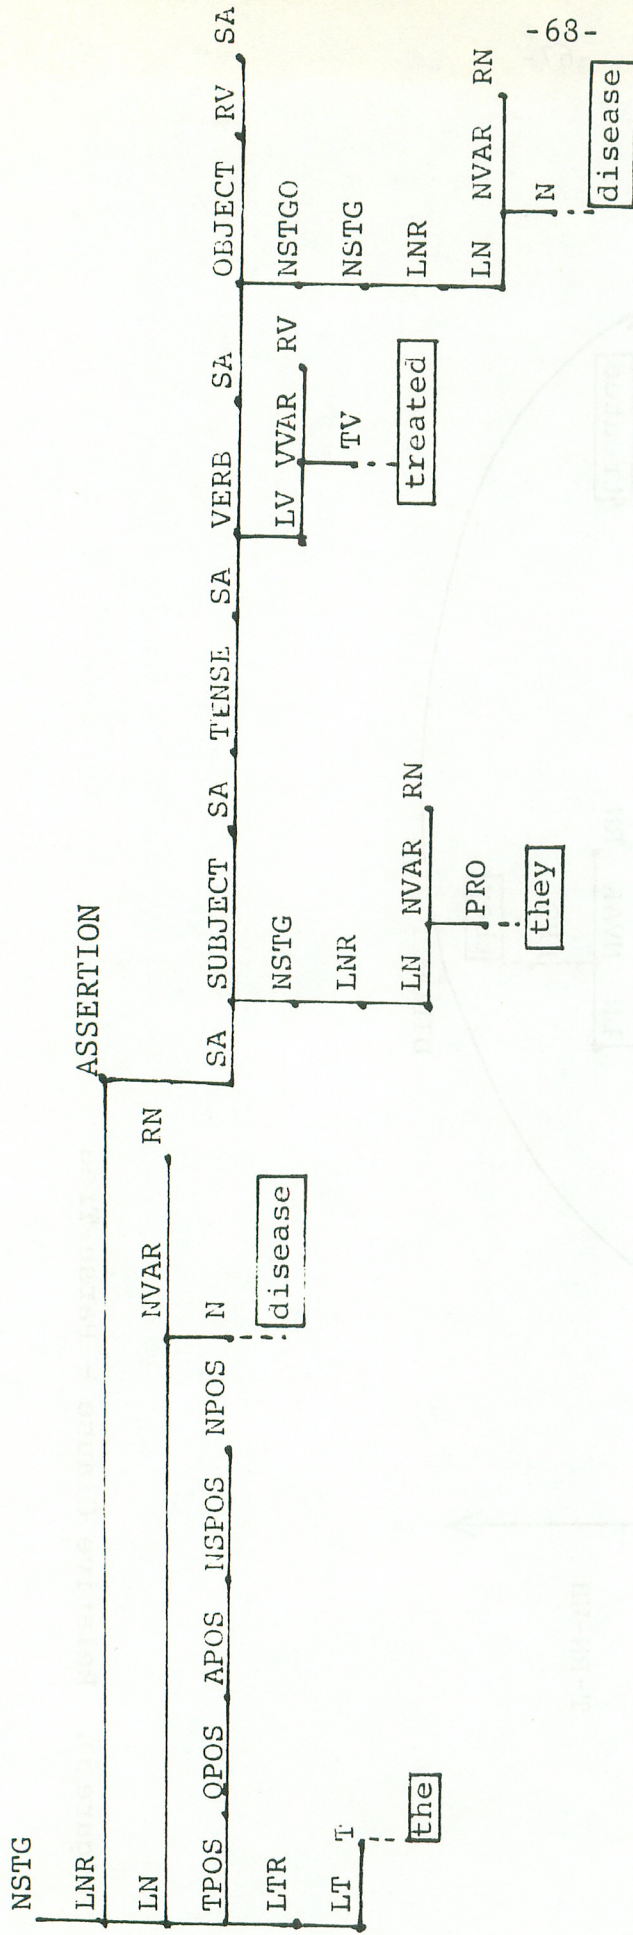 -68-
NSTG
LNR ASSERTION
LN NVAR RN
TPOS QPOS APOS NSPOS NPOS N SA SUBJECT SA TENSE SA VERB SA OBJECT RV SA
LTR disease NSTG LV VVAR RV NSTGO
LT T LNR TV NSTG
the LN NVAR RN treated LNR
PRO LN NVAR RN
they N
disease